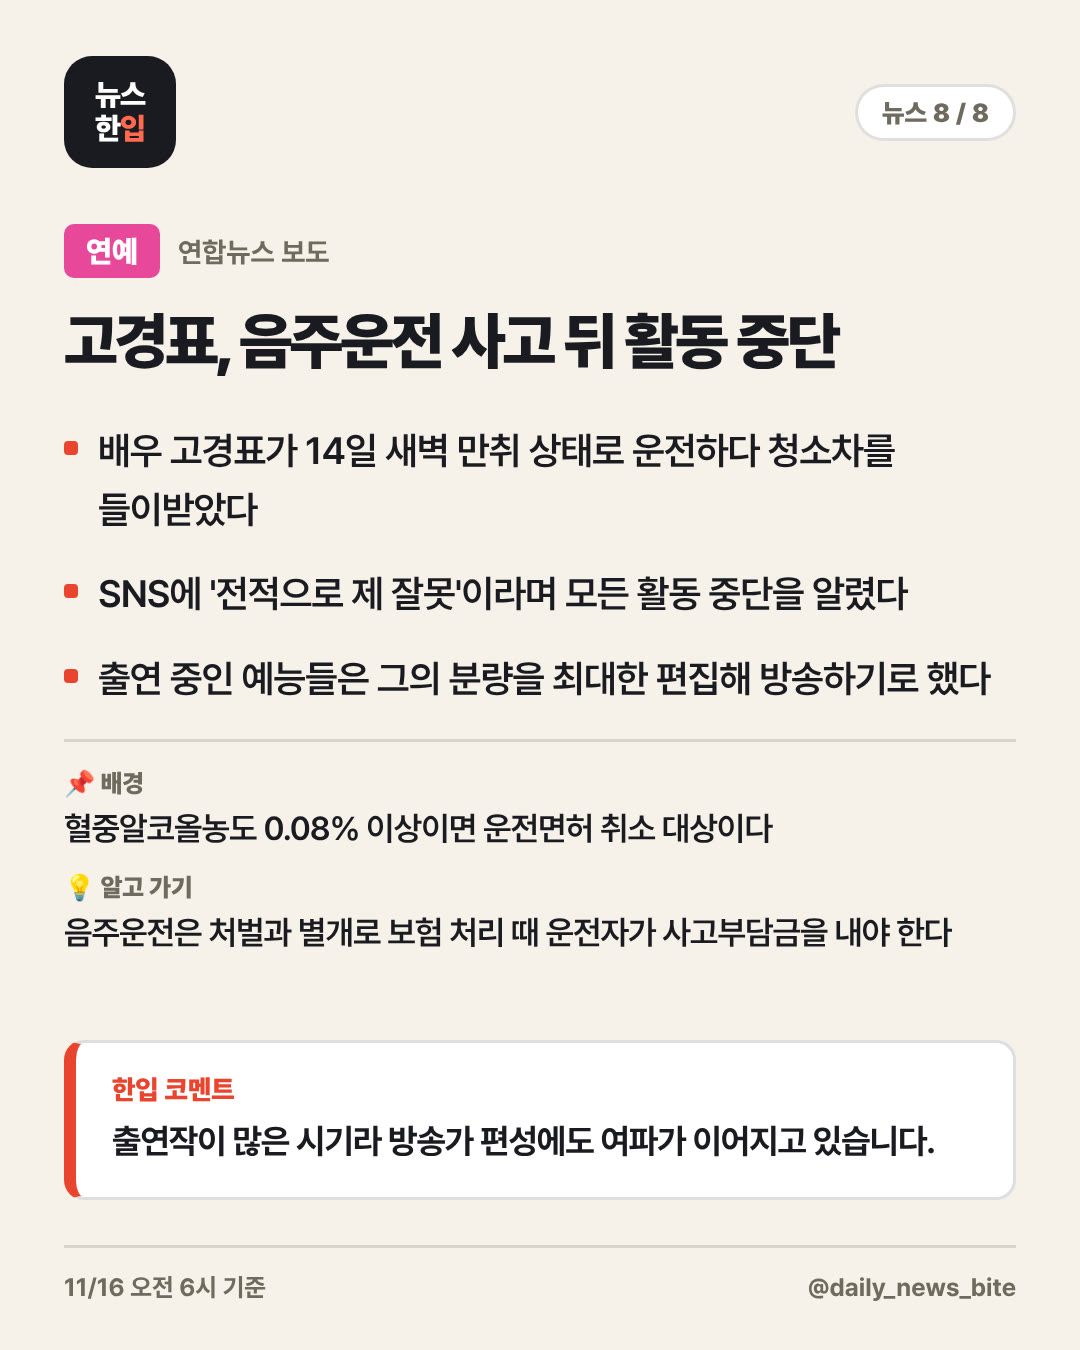 뉴스
한입
뉴스 8 / 8
연예 연합뉴스 보도
고경표, 음주운전 사고 뒤 활동 중단
배우 고경표가 14일 새벽 만취 상태로 운전하다 청소차를
들이받았다
SNS에 '전적으로 제 잘못'이라며 모든 활동 중단을 알렸다
출연 중인 예능들은 그의 분량을 최대한 편집해 방송하기로 했다
📌 배경
혈중알코올농도 0.08% 이상이면 운전면허 취소 대상이다
💡 알고 가기
음주운전은 처벌과 별개로 보험 처리 때 운전자가 사고부담금을 내야 한다
한입 코멘트
출연작이 많은 시기라 방송가 편성에도 여파가 이어지고 있습니다.
11/16 오전 6시 기준
@daily_news_bite